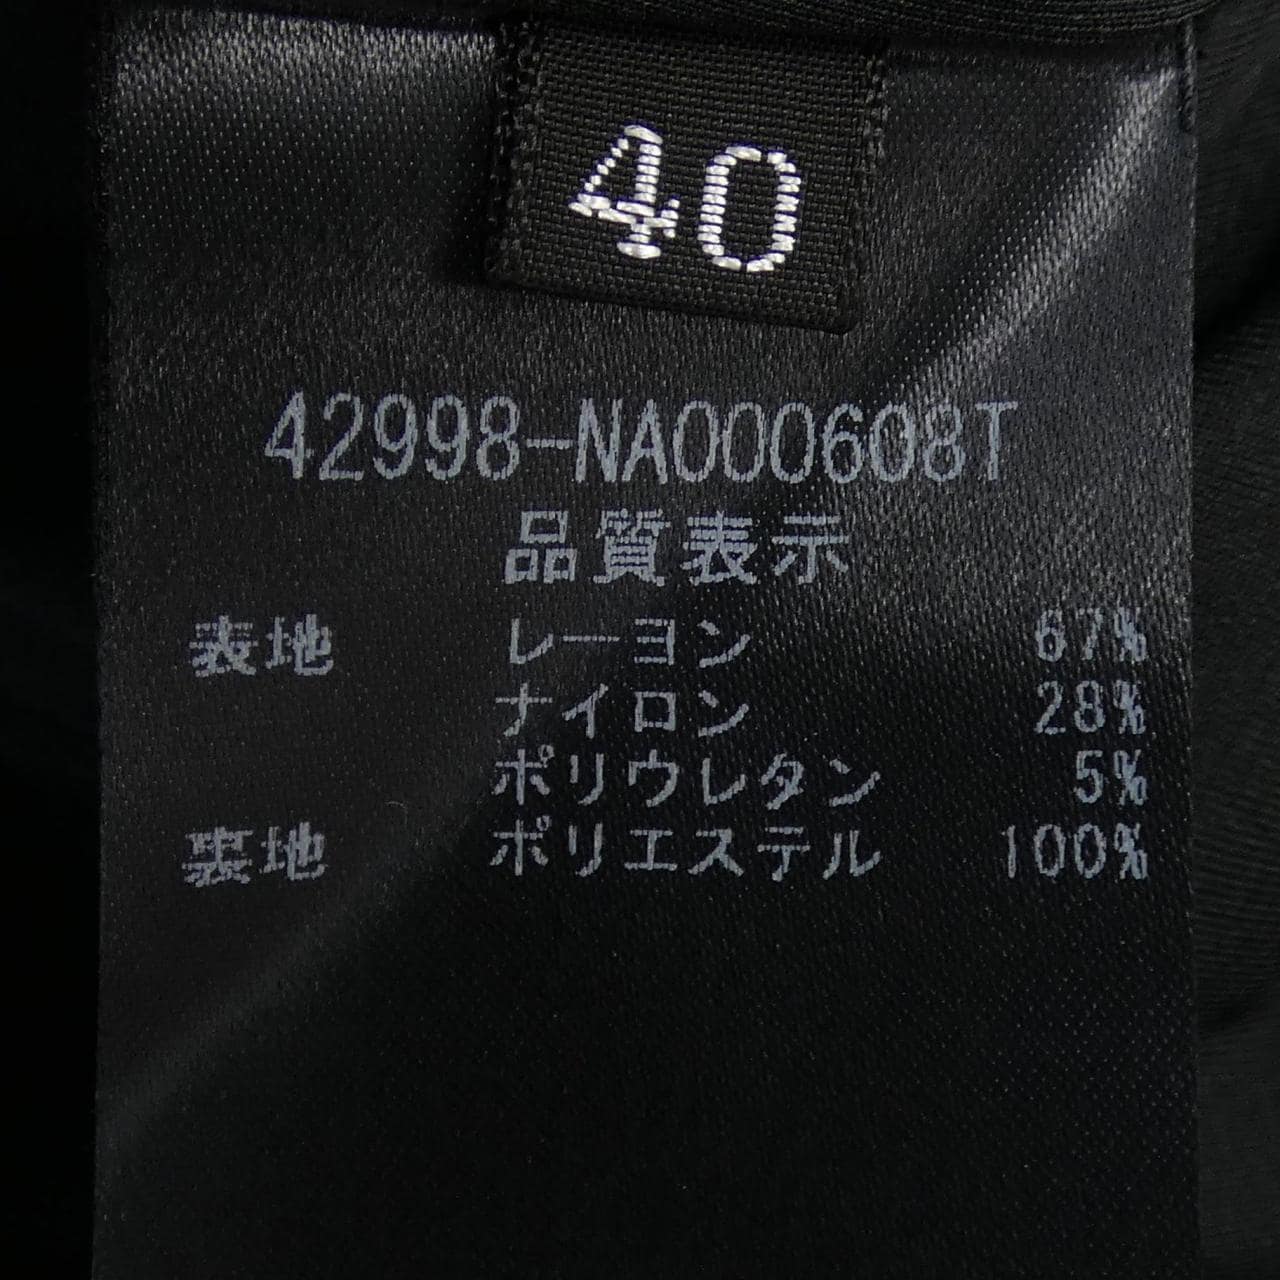 40
42998-NA000608T
品質表示
表地 レーヨン 67%
ナイロン 28%
ポリウレタン 5%
裏地 ポリエステル 100%